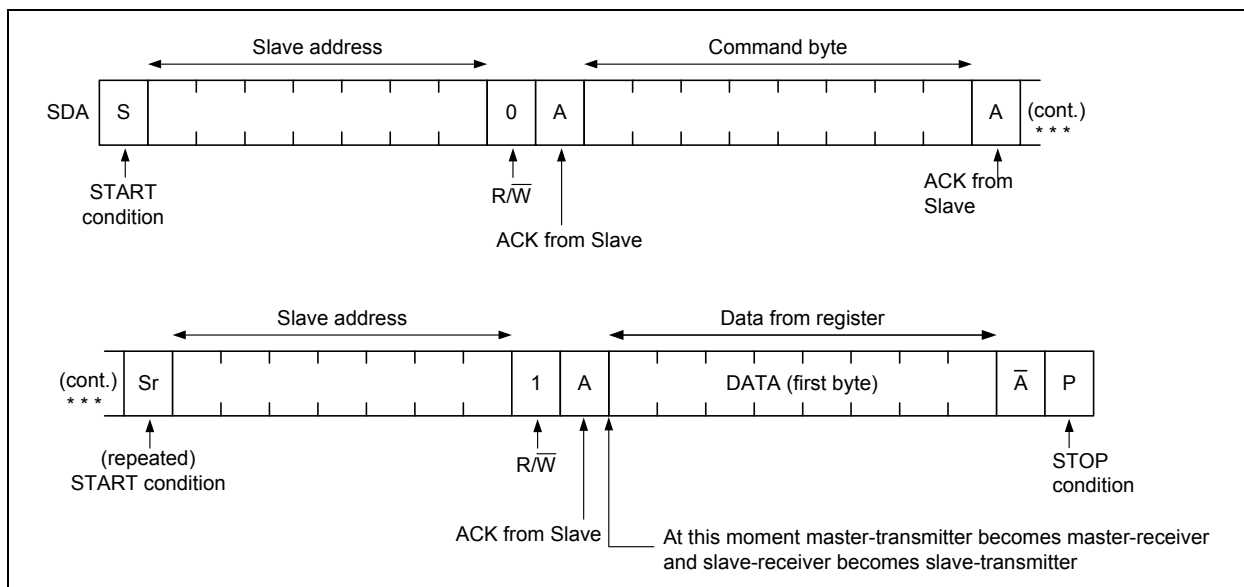 Slave address
Command byte
SDA
S
0
A
A
(cont.)
* * *
START
condition
R/W̅
ACK from Slave
ACK from
Slave
Slave address
Data from register
(cont.)
* * *
Sr
1
A
DATA (first byte)
A̅
P
(repeated)
START condition
R/W̅
STOP
condition
ACK from Slave
At this moment master-transmitter becomes master-receiver
and slave-receiver becomes slave-transmitter